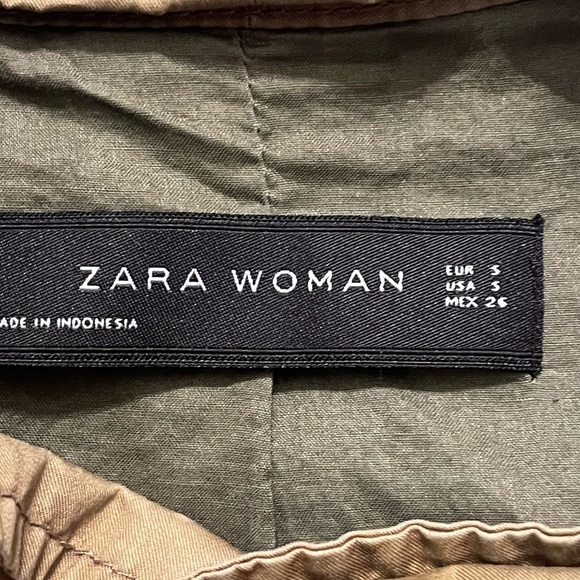 ZARA WOMAN
EUR S
USA S
MEX 26
ADE IN INDONESIA